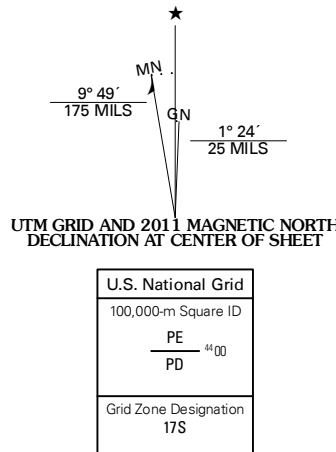 ★
MN
9° 49´
175 MILS
GN
1° 24´
25 MILS
UTM GRID AND 2011 MAGNETIC NORTH
DECLINATION AT CENTER OF SHEET
U.S. National Grid
100,000-m Square ID
PE
4400
PD
Grid Zone Designation
17S